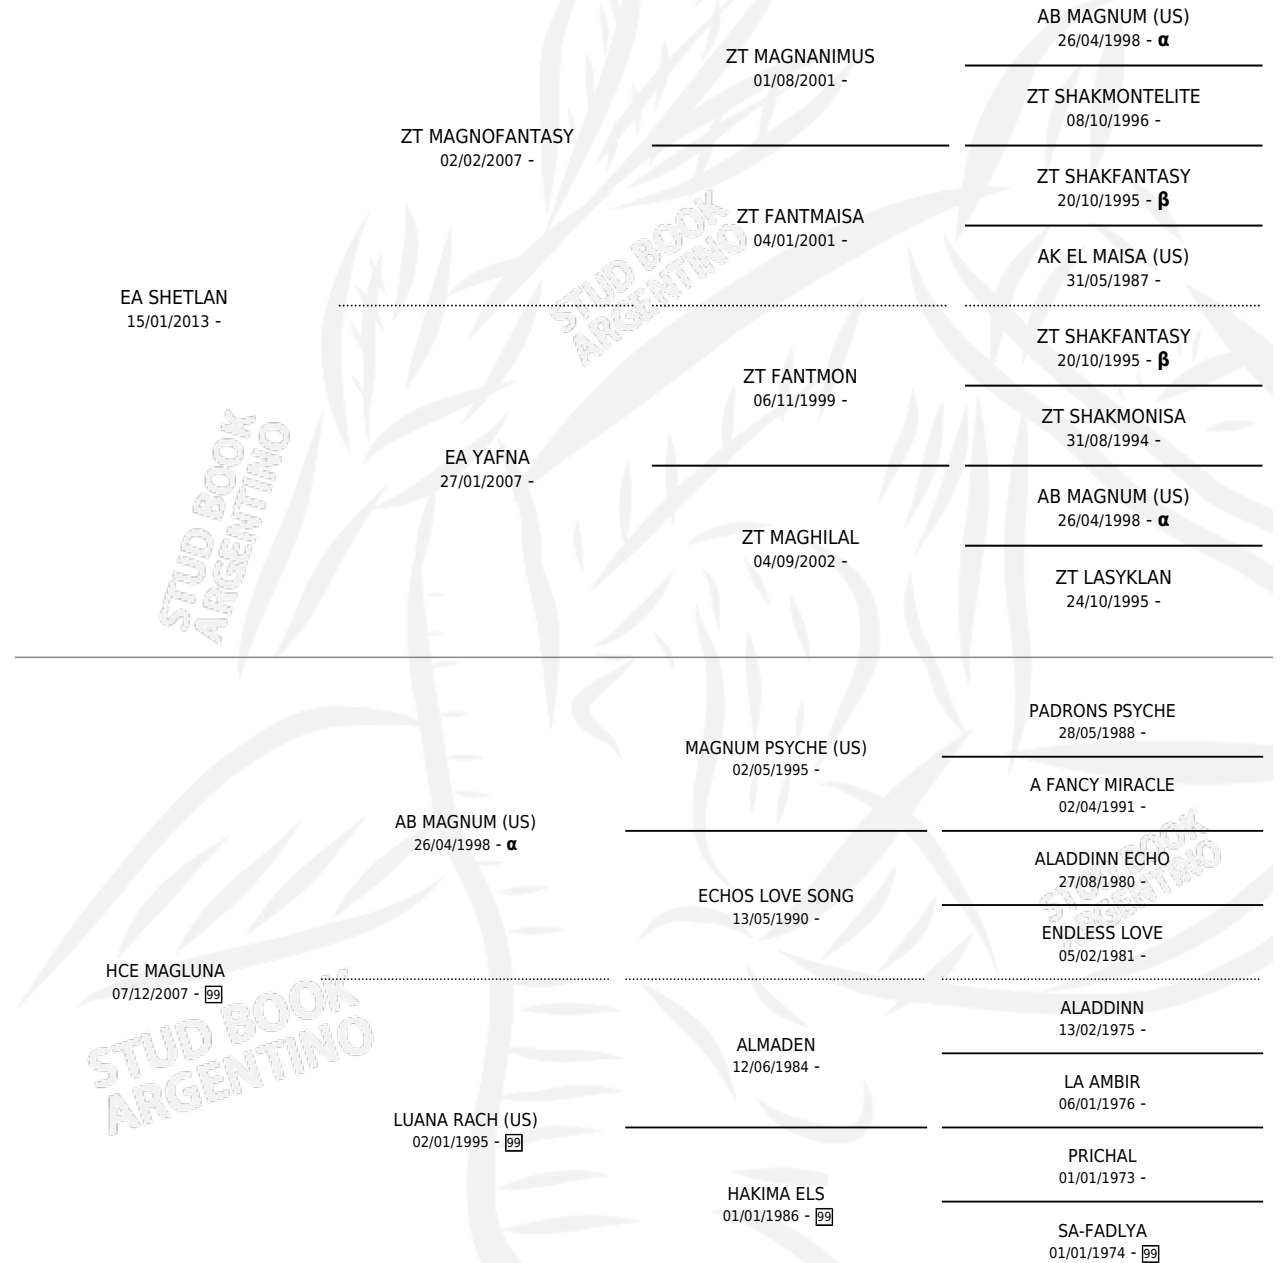 AB MAGNUM (US)
26/04/1998 - α
ZT MAGNANIMUS
01/08/2001 -
ZT SHAKMONTELITE
08/10/1996 -
ZT MAGNOFANTASY
02/02/2007 -
ZT SHAKFANTASY
20/10/1995 - β
ZT FANTMAISA
04/01/2001 -
AK EL MAISA (US)
31/05/1987 -
EA SHETLAN
15/01/2013 -
ZT SHAKFANTASY
20/10/1995 - β
ZT FANTMON
06/11/1999 -
ZT SHAKMONISA
31/08/1994 -
EA YAFNA
27/01/2007 -
AB MAGNUM (US)
26/04/1998 - α
ZT MAGHILAL
04/09/2002 -
ZT LASYKLAN
24/10/1995 -
STUD BOOK
ARGENTINO
STUD BOOK
ARGENTINO
PADRONS PSYCHE
28/05/1988 -
MAGNUM PSYCHE (US)
02/05/1995 -
A FANCY MIRACLE
02/04/1991 -
AB MAGNUM (US)
26/04/1998 - α
ALADDINN ECHO
27/08/1980 -
ECHOS LOVE SONG
13/05/1990 -
ENDLESS LOVE
05/02/1981 -
HCE MAGLUNA
07/12/2007 - 99
ALADDINN
13/02/1975 -
ALMADEN
12/06/1984 -
LA AMBIR
06/01/1976 -
LUANA RACH (US)
02/01/1995 - 99
PRICHAL
01/01/1973 -
HAKIMA ELS
01/01/1986 - 99
SA-FADLYA
01/01/1974 - 99
STUD BOOK
ARGENTINO
STUD BOOK
ARGENTINO